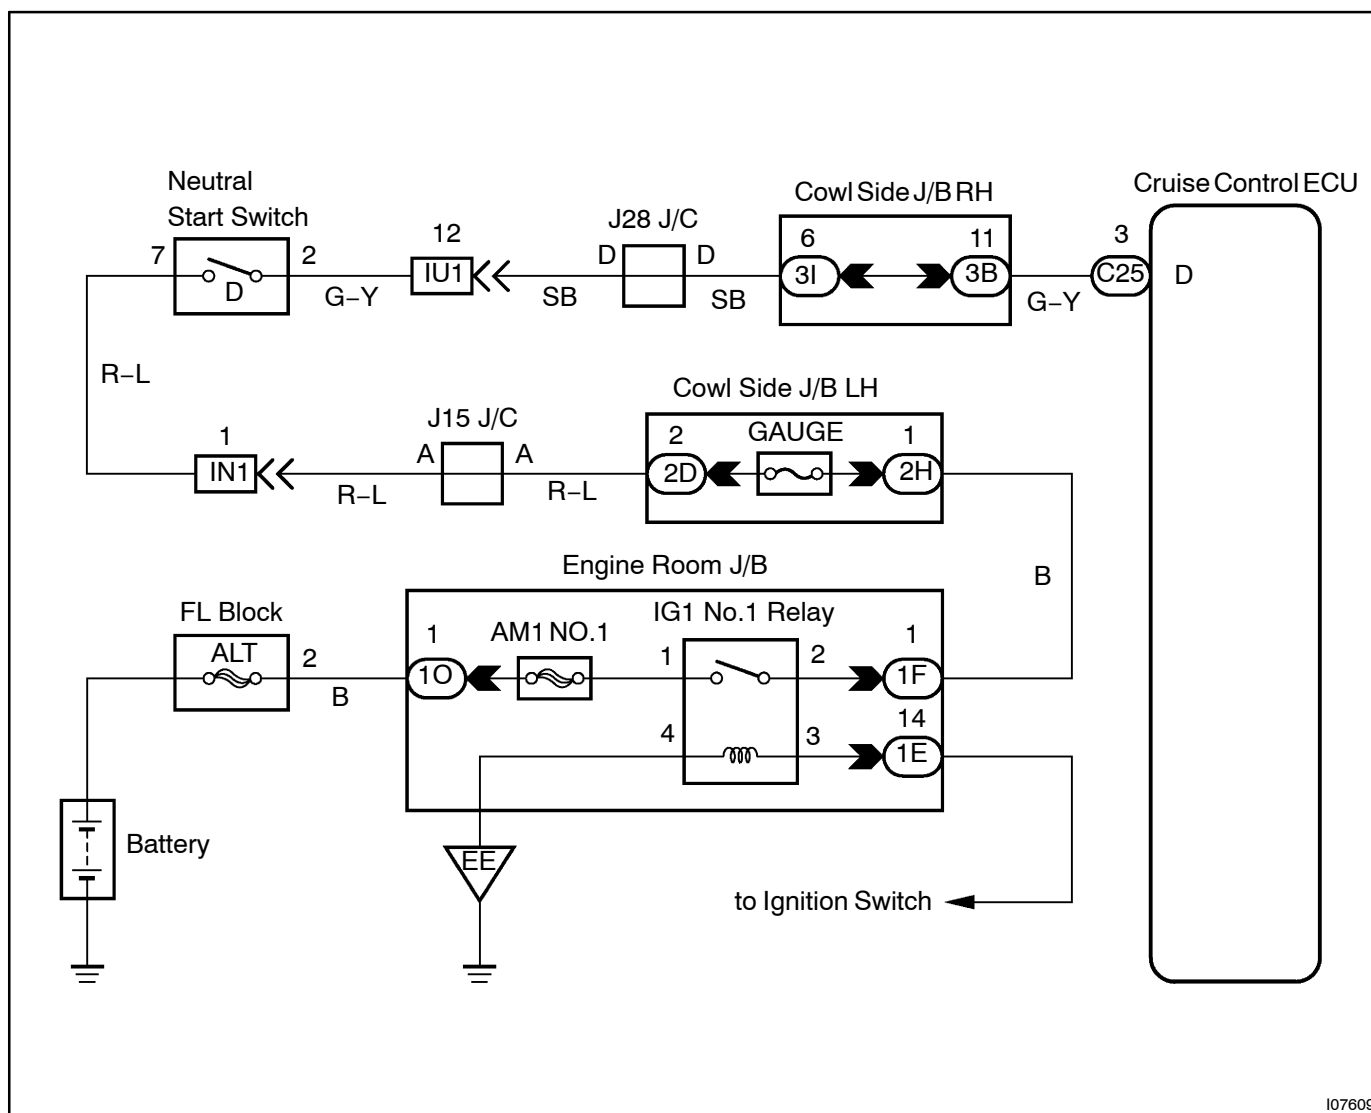 Neutral
Start Switch
7
D
2
G–Y
12
IU1
SB
J28 J/C
D
D
SB
Cowl Side J/B RH
6
3I
11
3B
G–Y
3
C25
Cruise Control ECU
D
R–L
1
IN1
R–L
J15 J/C
A
A
R–L
Cowl Side J/B LH
2
2D
GAUGE
1
2H
B
Engine Room J/B
FL Block
ALT
2
B
1
1O
AM1 NO.1
IG1 No.1 Relay
1
2
4
3
1
1F
14
1E
Battery
EE
to Ignition Switch
I07609